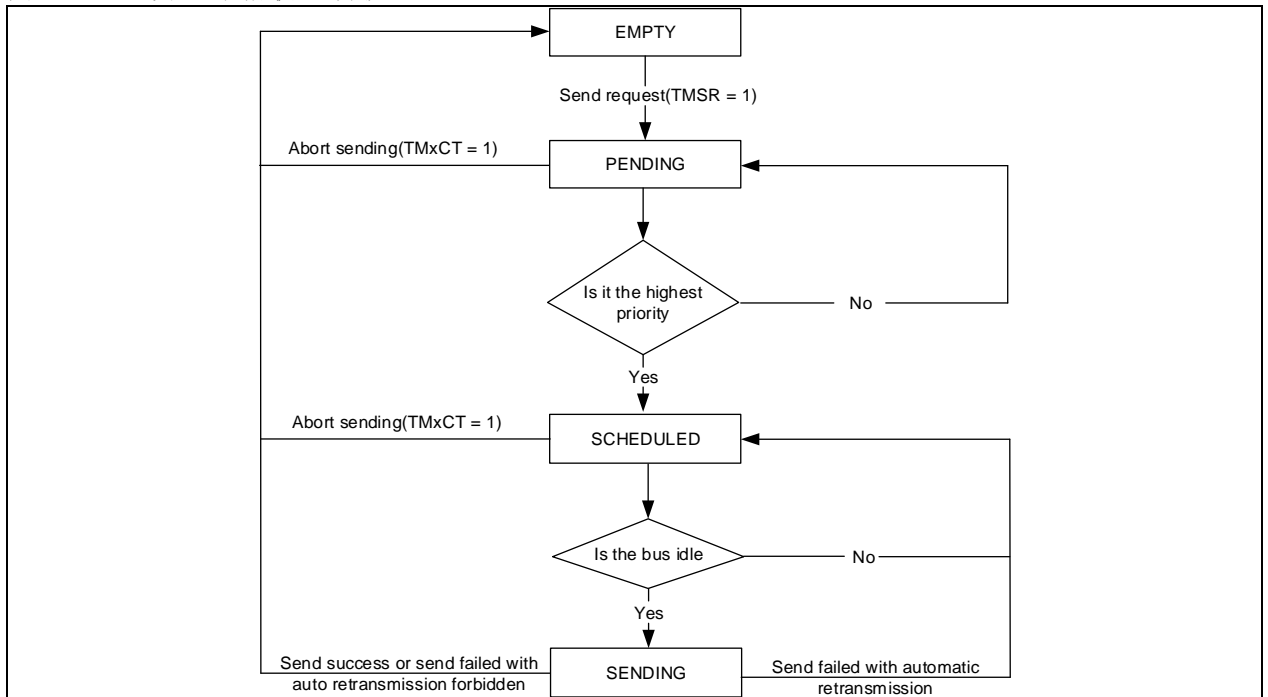 EMPTY
Send request(TMSR = 1)
Abort sending(TMxCT = 1)
PENDING
Is it the highest
priority
No
Yes
Abort sending(TMxCT = 1)
SCHEDULED
Is the bus idle
No
Yes
Send success or send failed with
auto retransmission forbidden
SENDING
Send failed with automatic
retransmission